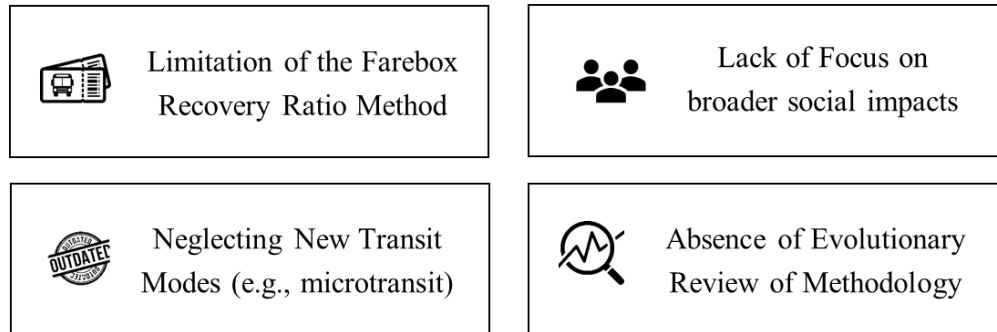 Limitation of the Farebox
Recovery Ratio Method
Lack of Focus on
broader social impacts
OUTDATED
OUTDATED
Neglecting New Transit
Modes (e.g., microtransit)
Absence of Evolutionary
Review of Methodology